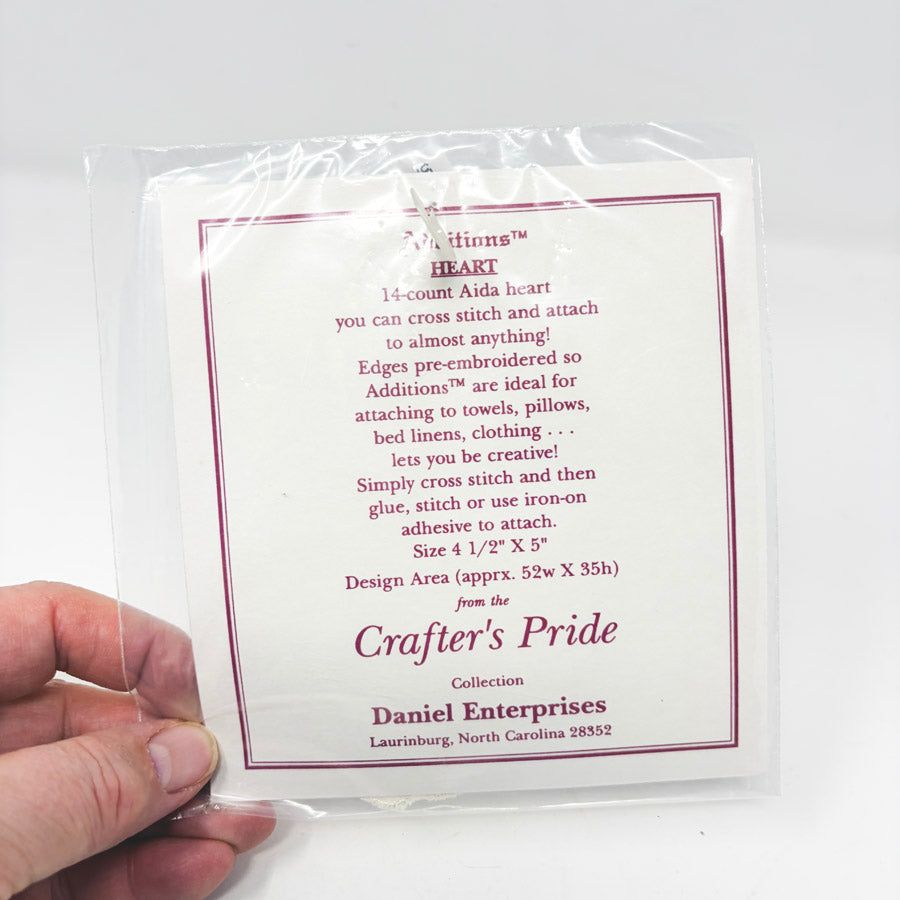 Additions™
HEART
14-count Aida heart
you can cross stitch and attach
to almost anything!
Edges pre-embroidered so
Additions™ are ideal for
attaching to towels, pillows,
bed linens, clothing . . .
lets you be creative!
Simply cross stitch and then
glue, stitch or use iron-on
adhesive to attach.
Size 4 1/2" X 5"
Design Area (apprx. 52w X 35h)
from the
Crafter's Pride
Collection
Daniel Enterprises
Laurinburg, North Carolina 28352